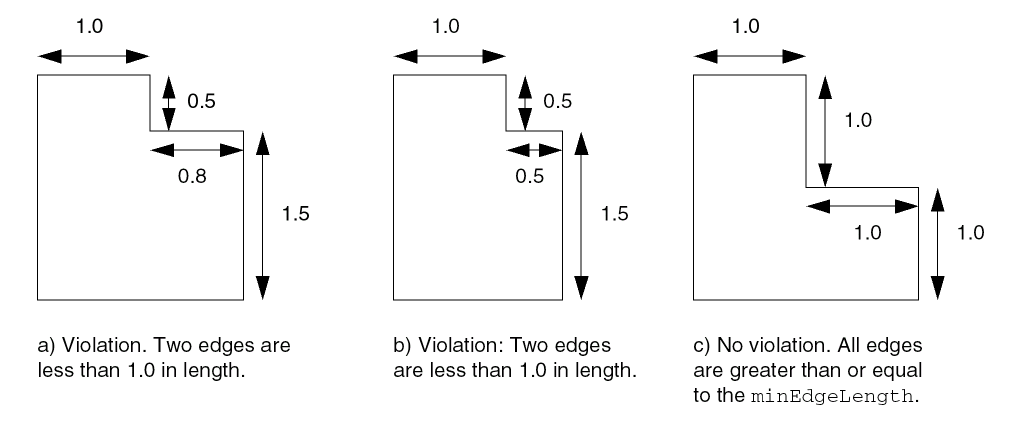 1.0
0.5
0.8
1.5
a) Violation. Two edges are
less than 1.0 in length.
1.0
0.5
0.5
1.5
b) Violation: Two edges
are less than 1.0 in length.
1.0
1.0
1.0
1.0
c) No violation. All edges
are greater than or equal
to the minEdgeLength.